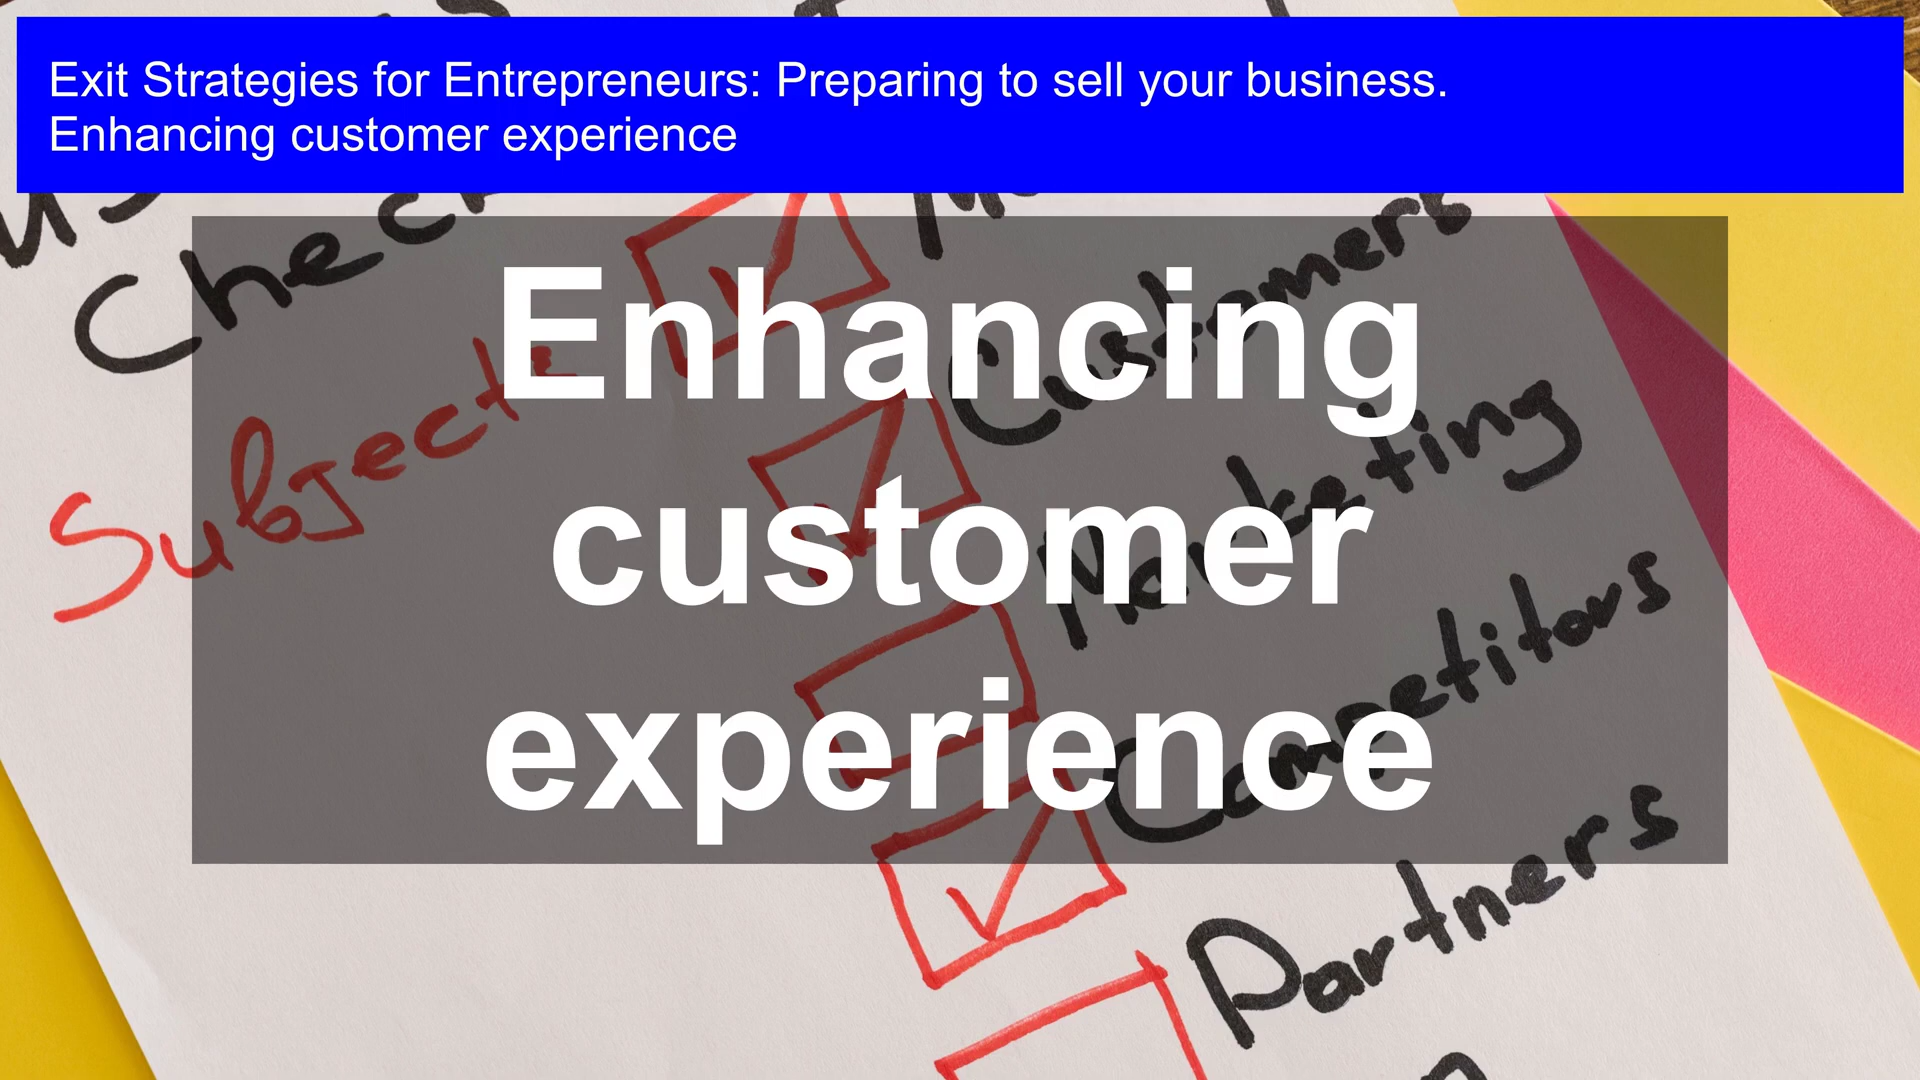 Exit Strategies for Entrepreneurs: Preparing to sell your business.
Enhancing customer experience
Enhancing
customer
experience
Check
Subject
Customers
Marketing
Competitors
Partners